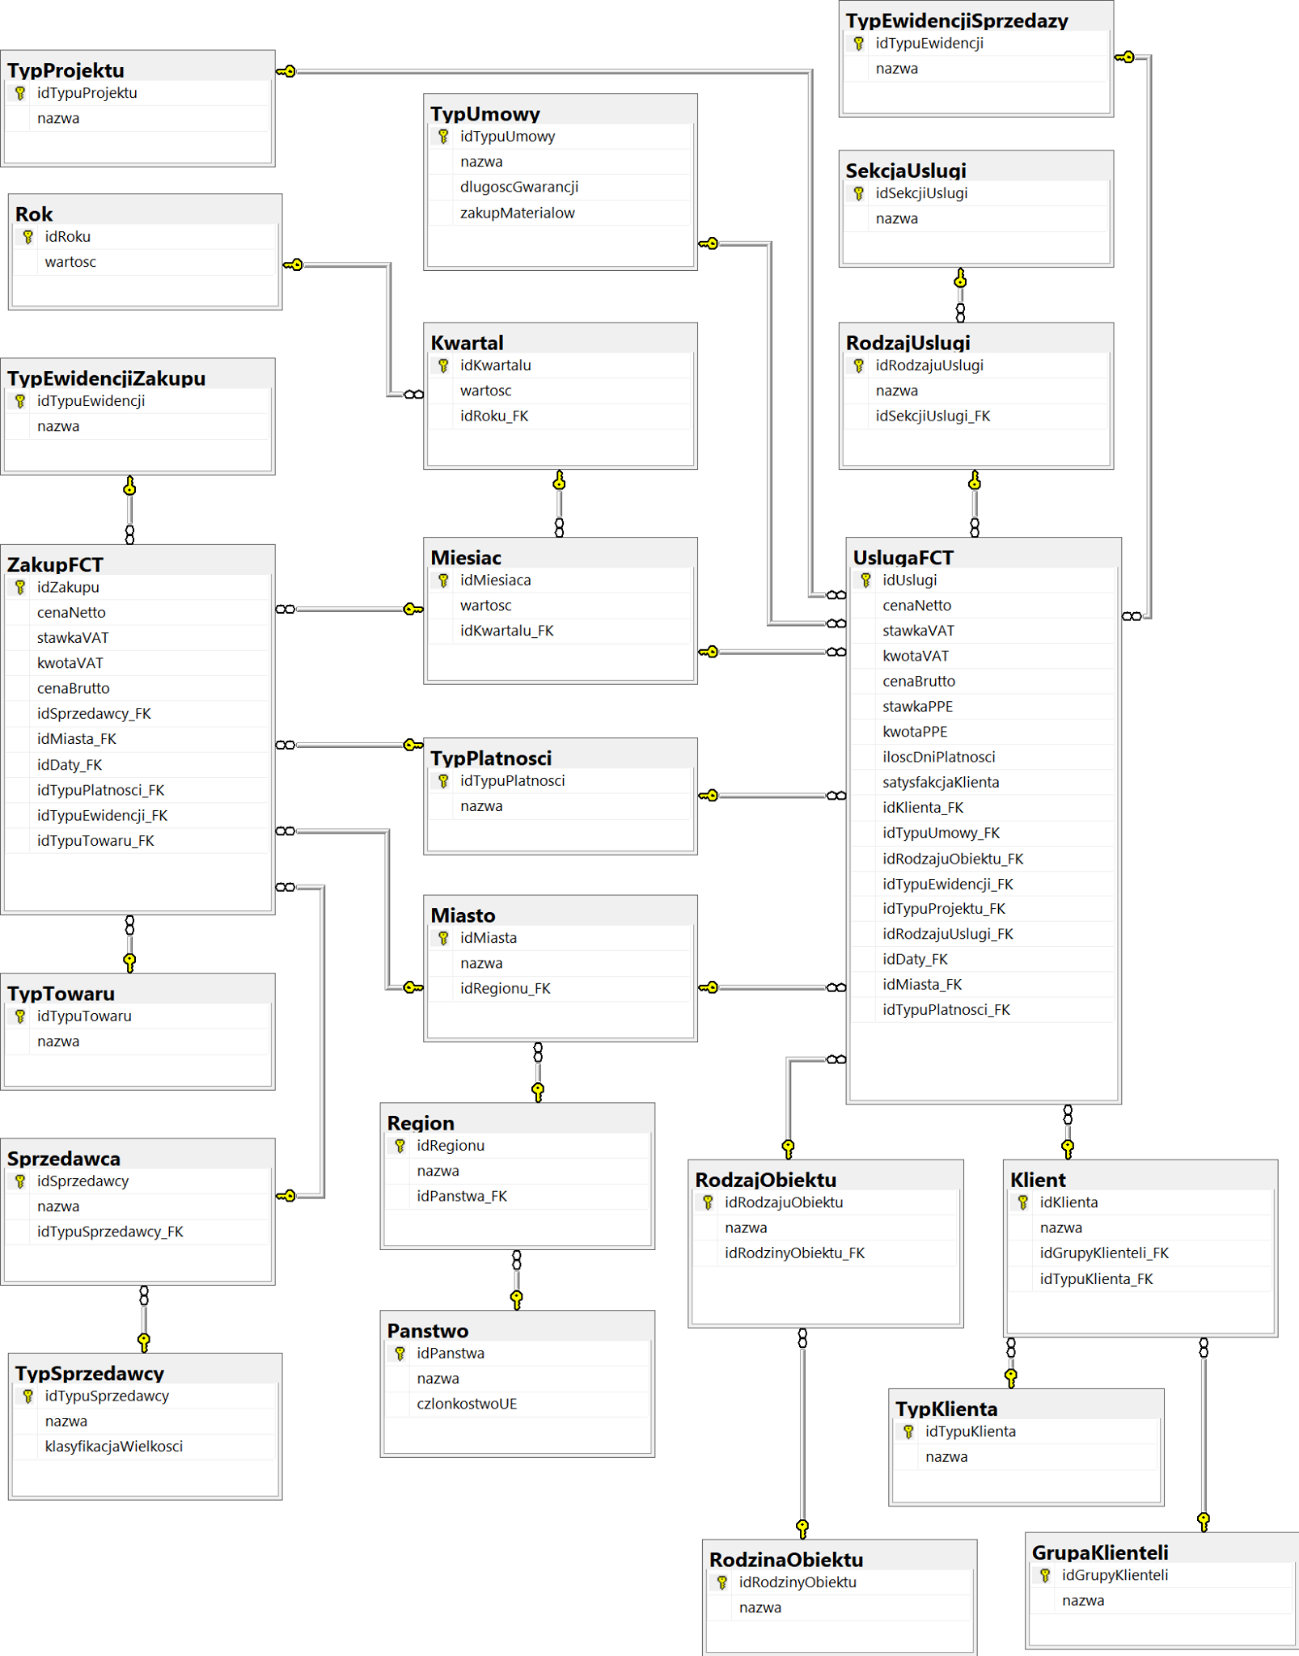 TypProjektu
idTypuProjektu
nazwa
Rok
idRoku
wartosc
TypEwidencjiZakupu
idTypuEwidencji
nazwa
ZakupFCT
idZakupu
cenaNetto
stawkaVAT
kwotaVAT
cenaBrutto
idSprzedawcy_FK
idMiasta_FK
idDaty_FK
idTypuPlatnosci_FK
idTypuEwidencji_FK
idTypuTowaru_FK
TypTowaru
idTypuTowaru
nazwa
Sprzedawca
idSprzedawcy
nazwa
idTypuSprzedawcy_FK
TypSprzedawcy
idTypuSprzedawcy
nazwa
klasyfikacjaWielkosci
TypUmowy
idTypuUmowy
nazwa
dlugoscGwarancji
zakupMaterialow
Kwartal
idKwartalu
wartosc
idRoku_FK
Miesiac
idMiesiaca
wartosc
idKwartalu_FK
TypPlatnosci
idTypuPlatnosci
nazwa
Miasto
idMiasta
nazwa
idRegionu_FK
Region
idRegionu
nazwa
idPanstwa_FK
Panstwo
idPanstwa
nazwa
czlonkostwoUE
TypEwidencjiSprzedazy
idTypuEwidencji
nazwa
SekcjaUslugi
idSekcjiUslugi
nazwa
RodzajUslugi
idRodzajuUslugi
nazwa
idSekcjiUslugi_FK
UslugaFCT
idUslugi
cenaNetto
stawkaVAT
kwotaVAT
cenaBrutto
stawkaPPE
kwotaPPE
iloscDniPlatnosci
satysfakcjaKlienta
idKlienta_FK
idTypuUmowy_FK
idRodzajuObiektu_FK
idTypuEwidencji_FK
idTypuProjektu_FK
idRodzajuUslugi_FK
idDaty_FK
idMiasta_FK
idTypuPlatnosci_FK
RodzajObiektu
idRodzajuObiektu
nazwa
idRodzinyObiektu_FK
Klient
idKlienta
nazwa
idGrupyKlienteli_FK
idTypuKlienta_FK
TypKlienta
idTypuKlienta
nazwa
RodzinaObiektu
idRodzinyObiektu
nazwa
GrupaKlienteli
idGrupyKlienteli
nazwa